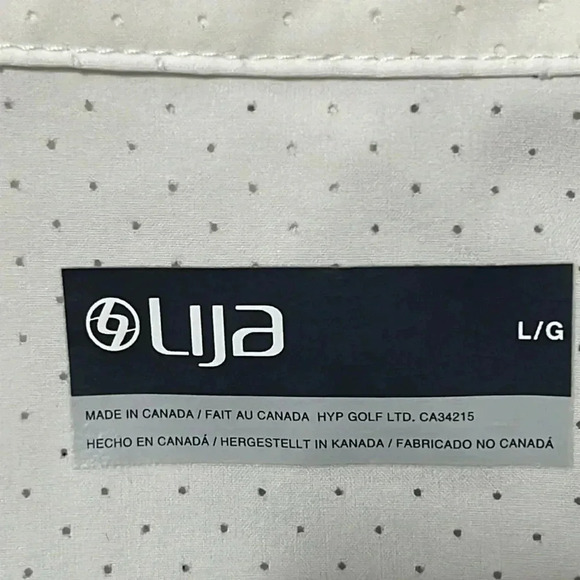 Lija L/G
MADE IN CANADA / FAIT AU CANADA HYP GOLF LTD. CA34215
HECHO EN CANADÁ / HERGESTELLT IN KANADA / FABRICADO NO CANADÁ